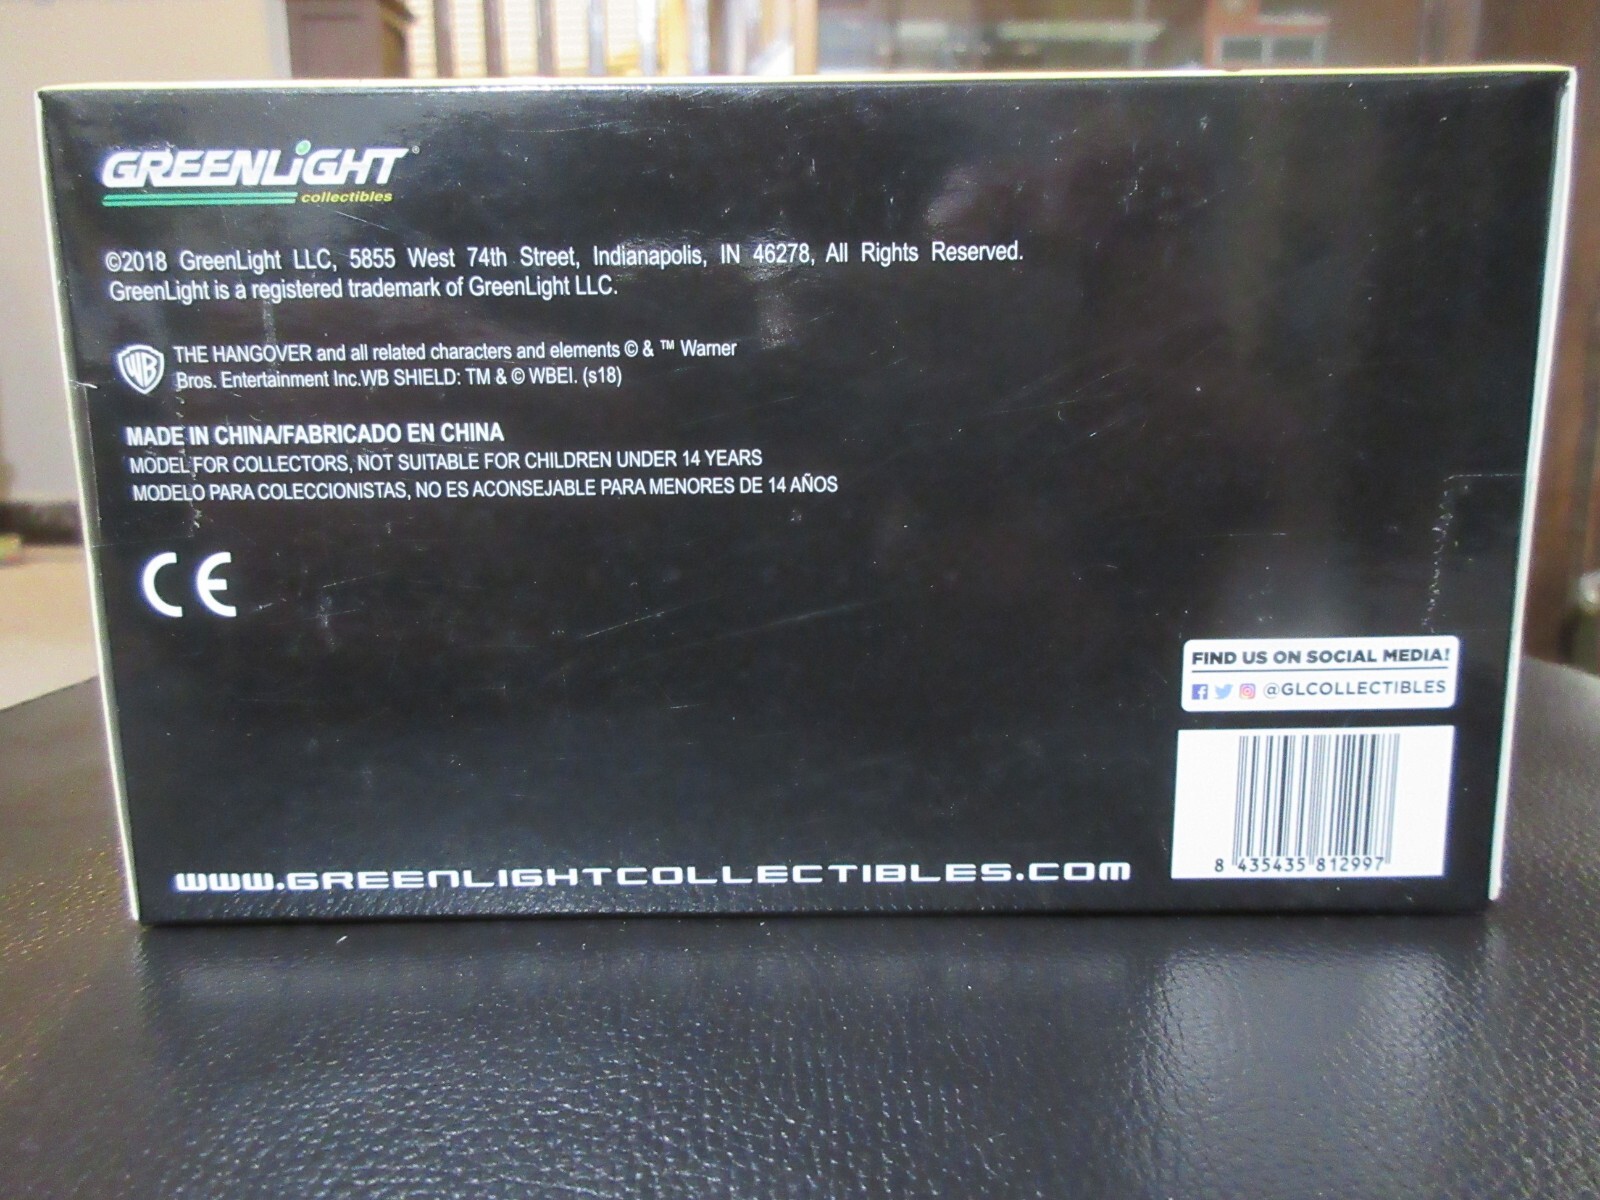 GREENLiGHT®
collectibles
©2018 GreenLight LLC, 5855 West 74th Street, Indianapolis, IN 46278, All Rights Reserved.
GreenLight is a registered trademark of GreenLight LLC.
WB THE HANGOVER and all related characters and elements © & ™ Warner
Bros. Entertainment Inc.WB SHIELD: TM & © WBEI. (s18)
MADE IN CHINA/FABRICADO EN CHINA
MODEL FOR COLLECTORS, NOT SUITABLE FOR CHILDREN UNDER 14 YEARS
MODELO PARA COLECCIONISTAS, NO ES ACONSEJABLE PARA MENORES DE 14 AÑOS
CE
FIND US ON SOCIAL MEDIA!
@GLCOLLECTIBLES
8 435435 812997
WWW.GREENLIGHTCOLLECTIBLES.COM